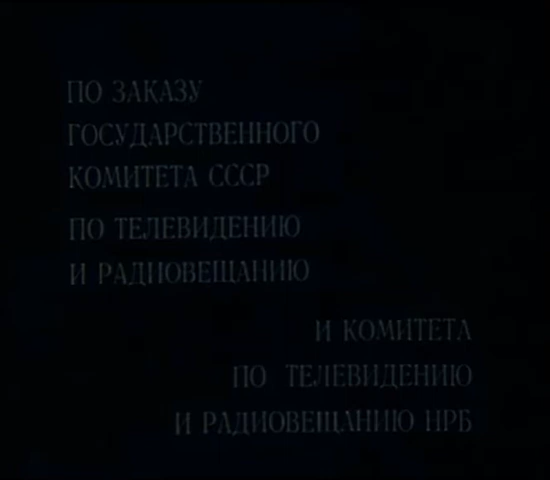 ПО ЗАКАЗУ
ГОСУДАРСТВЕННОГО
КОМИТЕТА СССР
ПО ТЕЛЕВИДЕНИЮ
И РАДИОВЕЩАНИЮ
И КОМИТЕТА
ПО ТЕЛЕВИДЕНИЮ
И РАДИОВЕЩАНИЮ НРБ